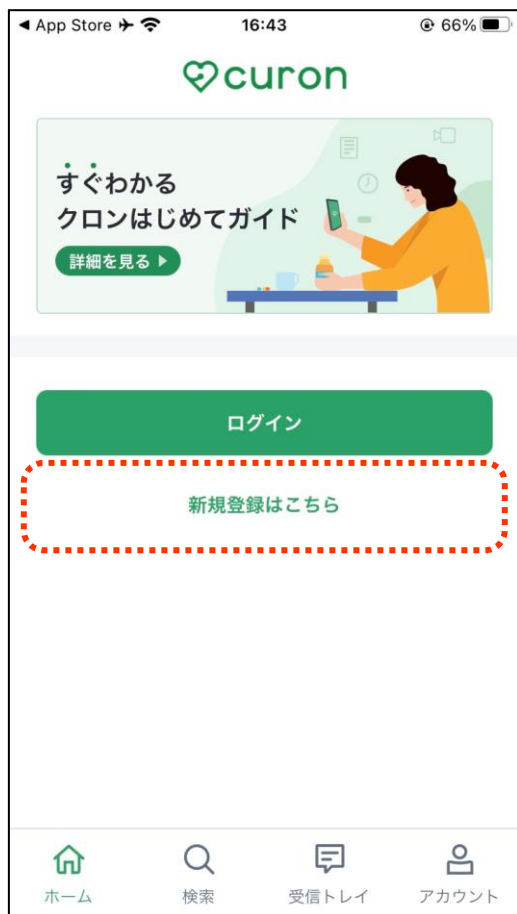 ◀ App Store
16:43
66%
curon
すぐわかる
クロンはじめてガイド
詳細を見る ▶
ログイン
新規登録はこちら
ホーム
検索
受信トレイ
アカウント